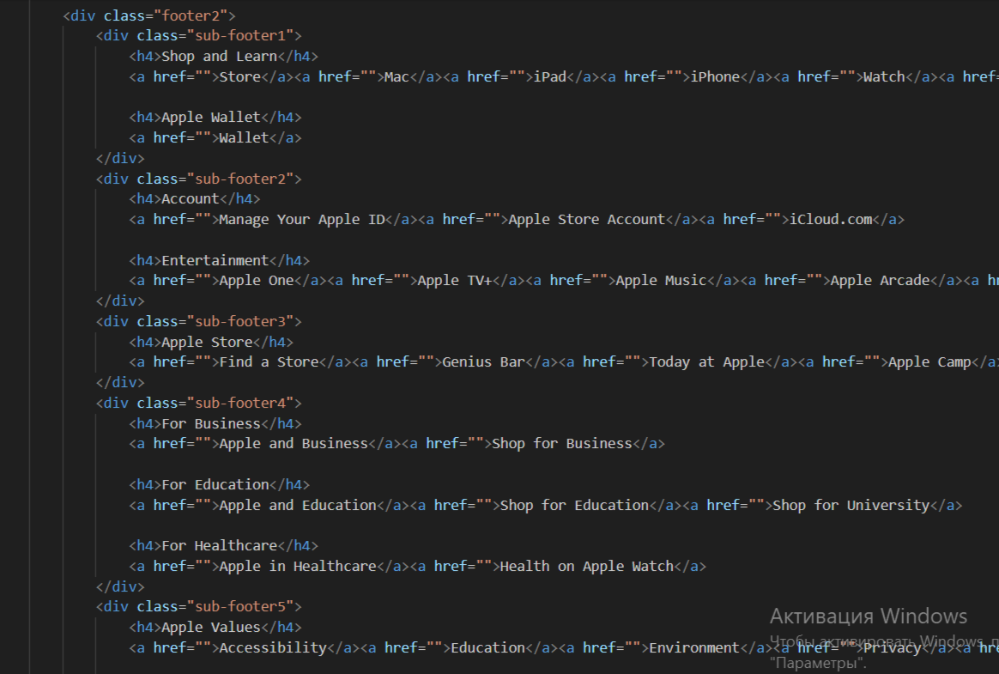 <div class="footer2">
<div class="sub-footer1">
<h4>Shop and Learn</h4>
<a href="">Store</a><a href="">Mac</a><a href="">iPad</a><a href="">iPhone</a><a href="">Watch</a><a href=
<h4>Apple Wallet</h4>
<a href="">Wallet</a>
</div>
<div class="sub-footer2">
<h4>Account</h4>
<a href="">Manage Your Apple ID</a><a href="">Apple Store Account</a><a href="">iCloud.com</a>
<h4>Entertainment</h4>
<a href="">Apple One</a><a href="">Apple TV+</a><a href="">Apple Music</a><a href="">Apple Arcade</a><a hr
</div>
<div class="sub-footer3">
<h4>Apple Store</h4>
<a href="">Find a Store</a><a href="">Genius Bar</a><a href="">Today at Apple</a><a href="">Apple Camp</a>
</div>
<div class="sub-footer4">
<h4>For Business</h4>
<a href="">Apple and Business</a><a href="">Shop for Business</a>
<h4>For Education</h4>
<a href="">Apple and Education</a><a href="">Shop for Education</a><a href="">Shop for University</a>
<h4>For Healthcare</h4>
<a href="">Apple in Healthcare</a><a href="">Health on Apple Watch</a>
</div>
<div class="sub-footer5">
<h4>Apple Values</h4>
<a href="">Accessibility</a><a href="">Education</a><a href="">Environment</a><a href="">Privacy</a><a hre
Активация Windows
Чтобы активировать Windows, п
"Параметры".